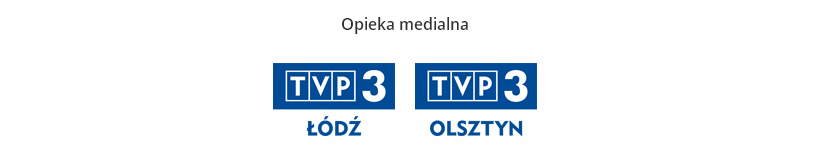 Opieka medialna
TVP3 TVP3
ŁÓDŹ OLSZTYN